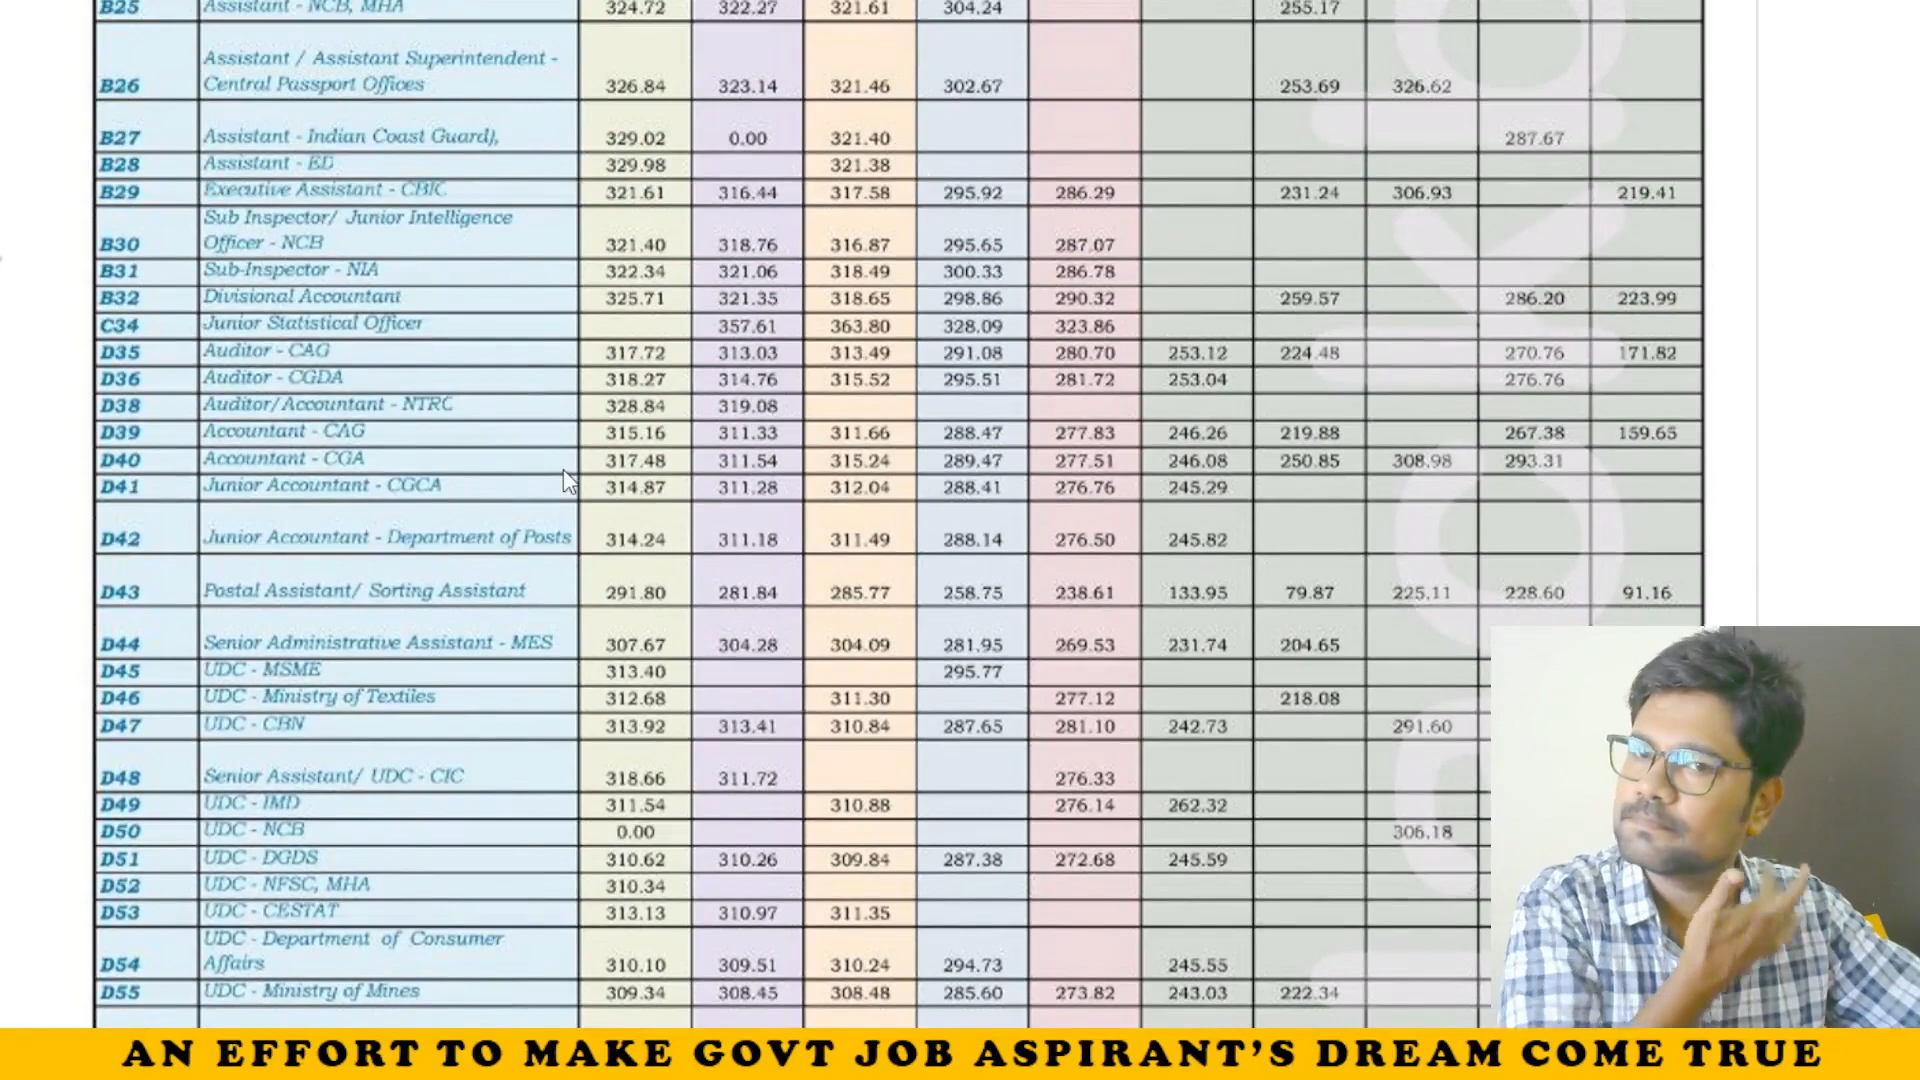 B25 Assistant - NCB, MHA 324.72 322.27 321.61 304.24 255.17
Assistant / Assistant Superintendent -
B26 Central Passport Offices 326.84 323.14 321.46 302.67 253.69 326.62
B27 Assistant - Indian Coast Guard), 329.02 0.00 321.40 287.67
B28 Assistant - ED 329.98 321.38
B29 Executive Assistant - CBIC 321.61 316.44 317.58 295.92 286.29 231.24 306.93 219.41
Sub Inspector/ Junior Intelligence
B30 Officer - NCB 321.40 318.76 316.87 295.65 287.07
B31 Sub-Inspector - NIA 322.34 321.06 318.49 300.33 286.78
B32 Divisional Accountant 325.71 321.35 318.65 298.86 290.32 259.57 286.20 223.99
C34 Junior Statistical Officer 357.61 363.80 328.09 323.86
D35 Auditor - CAG 317.72 313.03 313.49 291.08 280.70 253.12 224.48 270.76 171.82
D36 Auditor - CGDA 318.27 314.76 315.52 295.51 281.72 253.04 276.76
D38 Auditor/Accountant - NTRC 328.84 319.08
D39 Accountant - CAG 315.16 311.33 311.66 288.47 277.83 246.26 219.88 267.38 159.65
D40 Accountant - CGA 317.48 311.54 315.24 289.47 277.51 246.08 250.85 308.98 293.31
D41 Junior Accountant - CGCA 314.87 311.28 312.04 288.41 276.76 245.29
D42 Junior Accountant - Department of Posts 314.24 311.18 311.49 288.14 276.50 245.82
D43 Postal Assistant/ Sorting Assistant 291.80 281.84 285.77 258.75 238.61 133.95 79.87 225.11 228.60 91.16
D44 Senior Administrative Assistant - MES 307.67 304.28 304.09 281.95 269.53 231.74 204.65
D45 UDC - MSME 313.40 295.77
D46 UDC - Ministry of Textiles 312.68 311.30 277.12 218.08
D47 UDC - CBN 313.92 313.41 310.84 287.65 281.10 242.73 291.60
D48 Senior Assistant/ UDC - CIC 318.66 311.72 276.33
D49 UDC - IMD 311.54 310.88 276.14 262.32
D50 UDC - NCB 0.00 306.18
D51 UDC - DGDS 310.62 310.26 309.84 287.38 272.68 245.59
D52 UDC - NFSC, MHA 310.34
D53 UDC - CESTAT 313.13 310.97 311.35
UDC - Department of Consumer
D54 Affairs 310.10 309.51 310.24 294.73 245.55
D55 UDC - Ministry of Mines 309.34 308.45 308.48 285.60 273.82 243.03 222.34
AN EFFORT TO MAKE GOVT JOB ASPIRANT'S DREAM COME TRUE